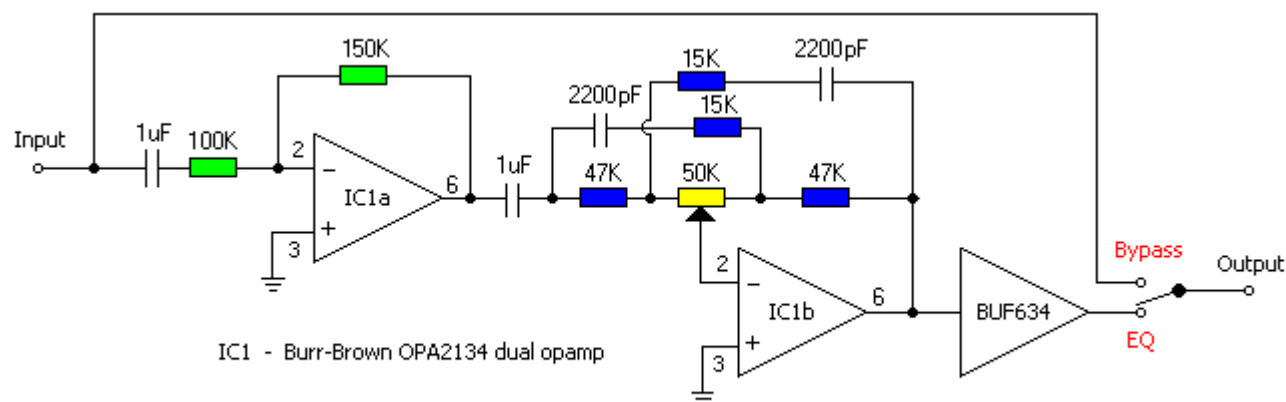 150K
15K
2200pF
2200pF
15K
Input
1uF
100K
2
−
IC1a
6
+
3
1uF
47K
50K
47K
2
−
IC1b
6
+
3
BUF634
Bypass
Output
EQ
IC1 - Burr-Brown OPA2134 dual opamp